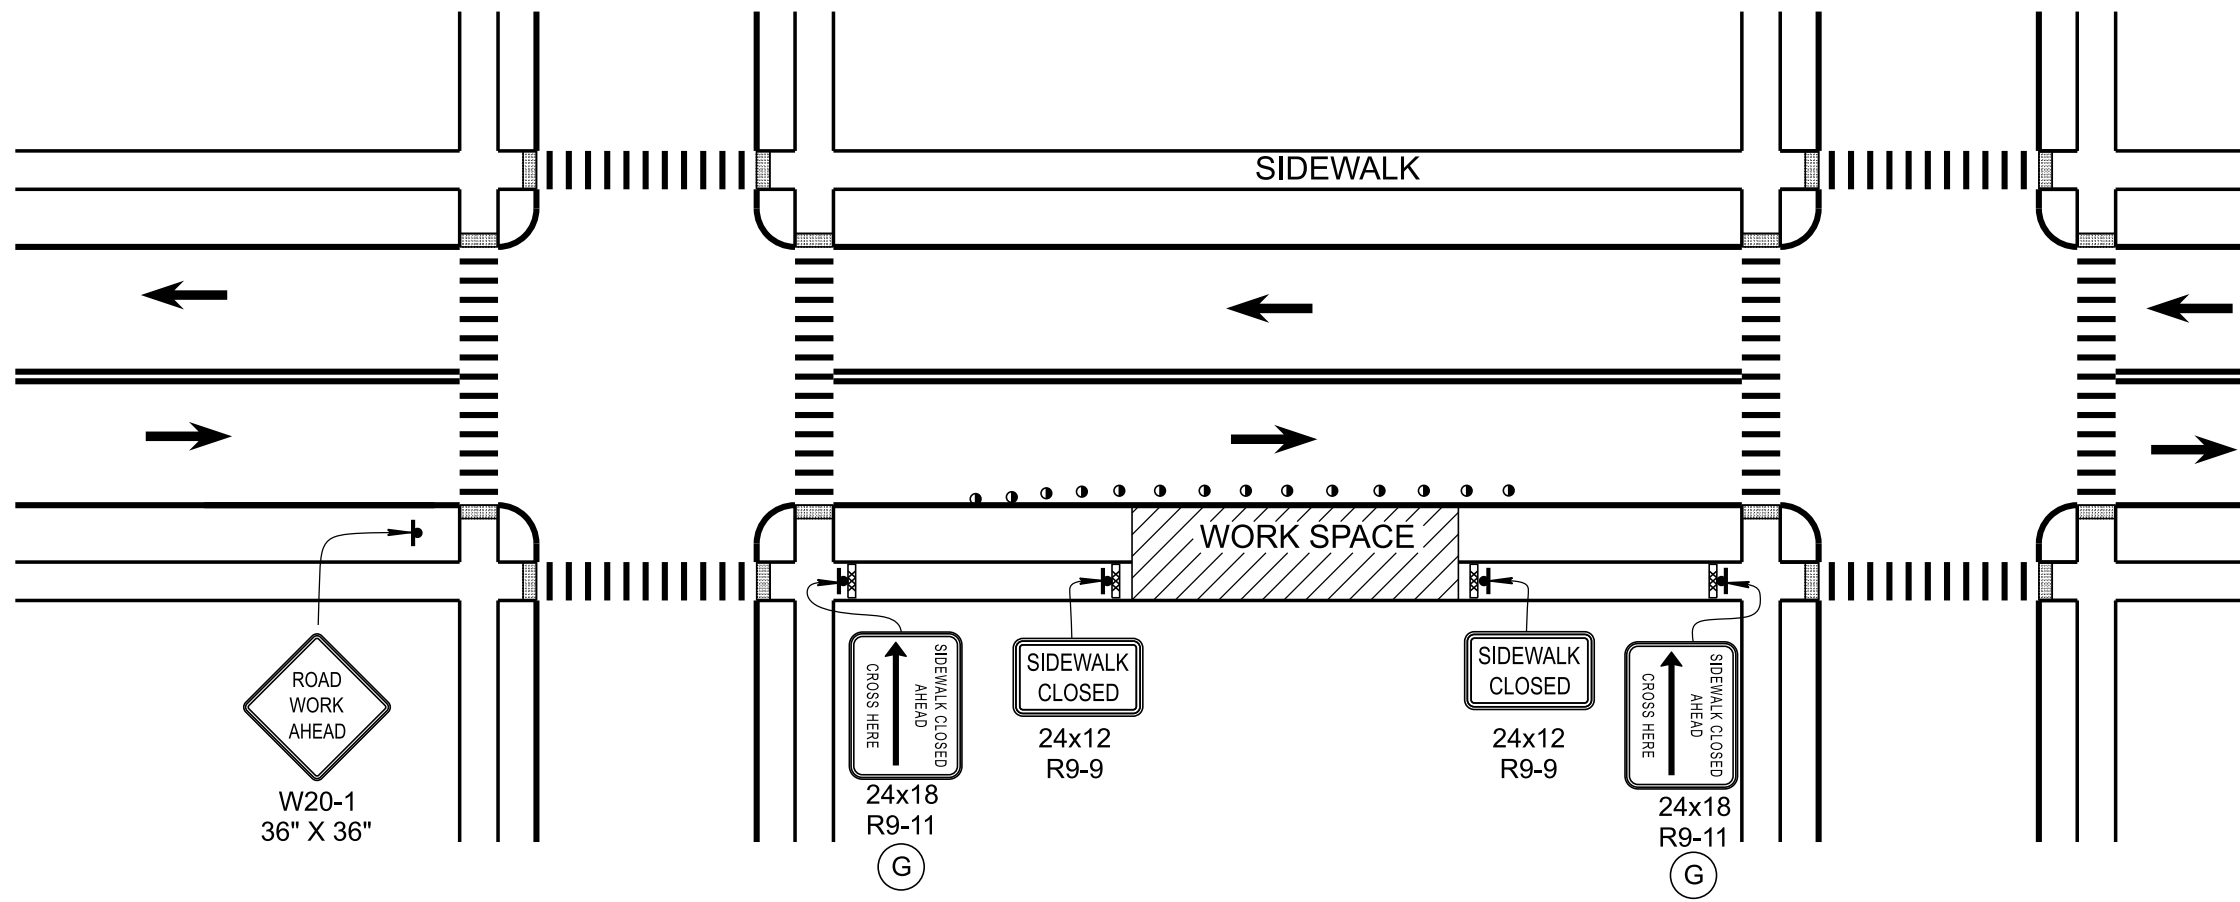 SIDEWALK
WORK SPACE
ROAD
WORK
AHEAD
W20-1
36" X 36"
SIDEWALK CLOSED
AHEAD
CROSS HERE
24x18
R9-11
G
SIDEWALK
CLOSED
24x12
R9-9
SIDEWALK
CLOSED
24x12
R9-9
SIDEWALK CLOSED
AHEAD
CROSS HERE
24x18
R9-11
G